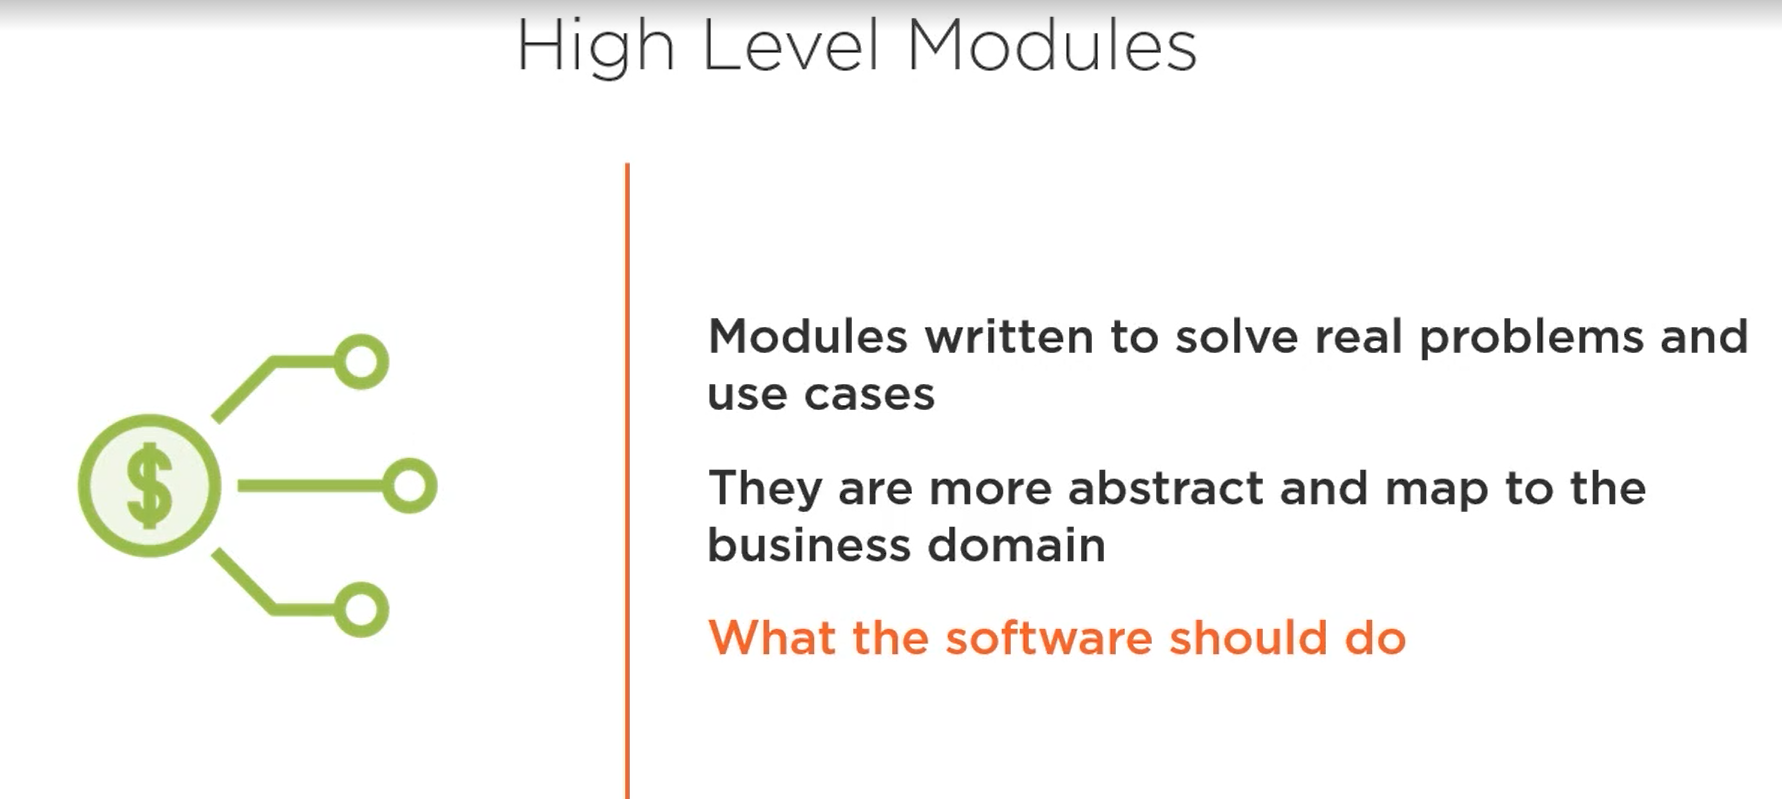 High Level Modules
$
Modules written to solve real problems and
use cases
They are more abstract and map to the
business domain
What the software should do